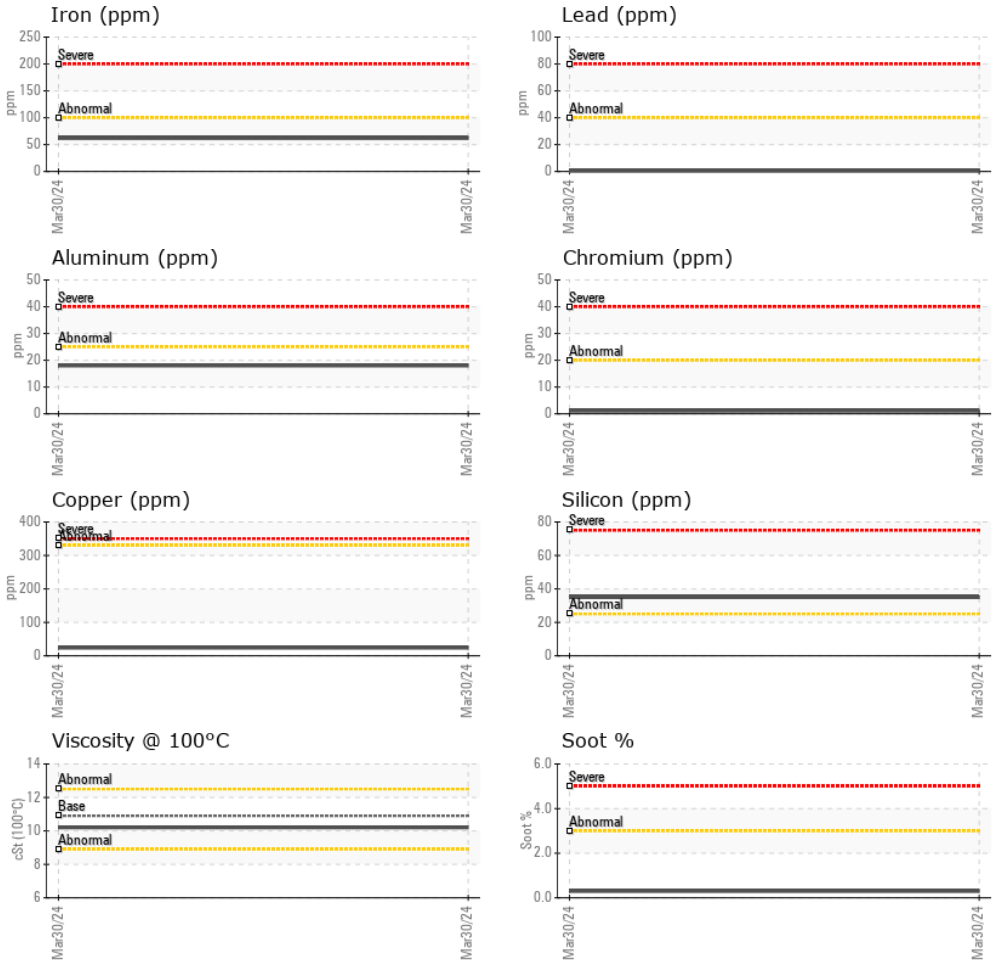 Iron (ppm)
250
200
150
100
50
0
ppm
Severe
Abnormal
Mar30/24
Mar30/24
Lead (ppm)
100
80
60
40
20
0
ppm
Severe
Abnormal
Mar30/24
Mar30/24
Aluminum (ppm)
50
40
30
20
10
0
ppm
Severe
Abnormal
Mar30/24
Mar30/24
Chromium (ppm)
50
40
30
20
10
0
ppm
Severe
Abnormal
Mar30/24
Mar30/24
Copper (ppm)
400
300
200
100
0
ppm
Severe
Abnormal
Mar30/24
Mar30/24
Silicon (ppm)
80
60
40
20
0
ppm
Severe
Abnormal
Mar30/24
Mar30/24
Viscosity @ 100°C
14
12
10
8
6
cSt (100°C)
Abnormal
Base
Abnormal
Mar30/24
Mar30/24
Soot %
6.0
4.0
2.0
0.0
Soot %
Severe
Abnormal
Mar30/24
Mar30/24